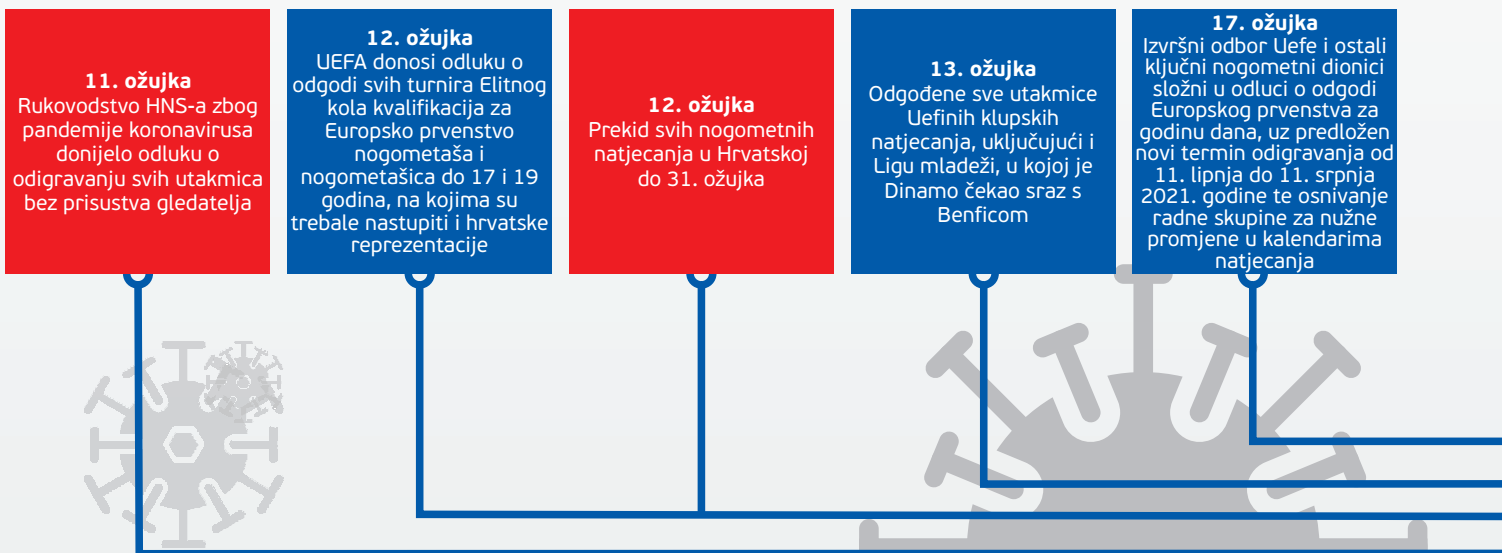 11. ožujka
Rukovodstvo HNS-a zbog
pandemije koronavirusa
donijelo odluku o
odigravanju svih utakmica
bez prisustva gledatelja
12. ožujka
UEFA donosi odluku o
odgodi svih turnira Elitnog
kola kvalifikacija za
Europsko prvenstvo
nogometaša i
nogometašica do 17 i 19
godina, na kojima su
trebale nastupiti i hrvatske
reprezentacije
12. ožujka
Prekid svih nogometnih
natjecanja u Hrvatskoj
do 31. ožujka
13. ožujka
Odgođene sve utakmice
Uefinih klupskih
natjecanja, uključujući i
Ligu mladeži, u kojoj je
Dinamo čekao sraz s
Benficom
17. ožujka
Izvršni odbor Uefe i ostali
ključni nogometni dionici
složni u odluci o odgodi
Europskog prvenstva za
godinu dana, uz predložen
novi termin odigravanja od
11. lipnja do 11. srpnja
2021. godine te osnivanje
radne skupine za nužne
promjene u kalendarima
natjecanja